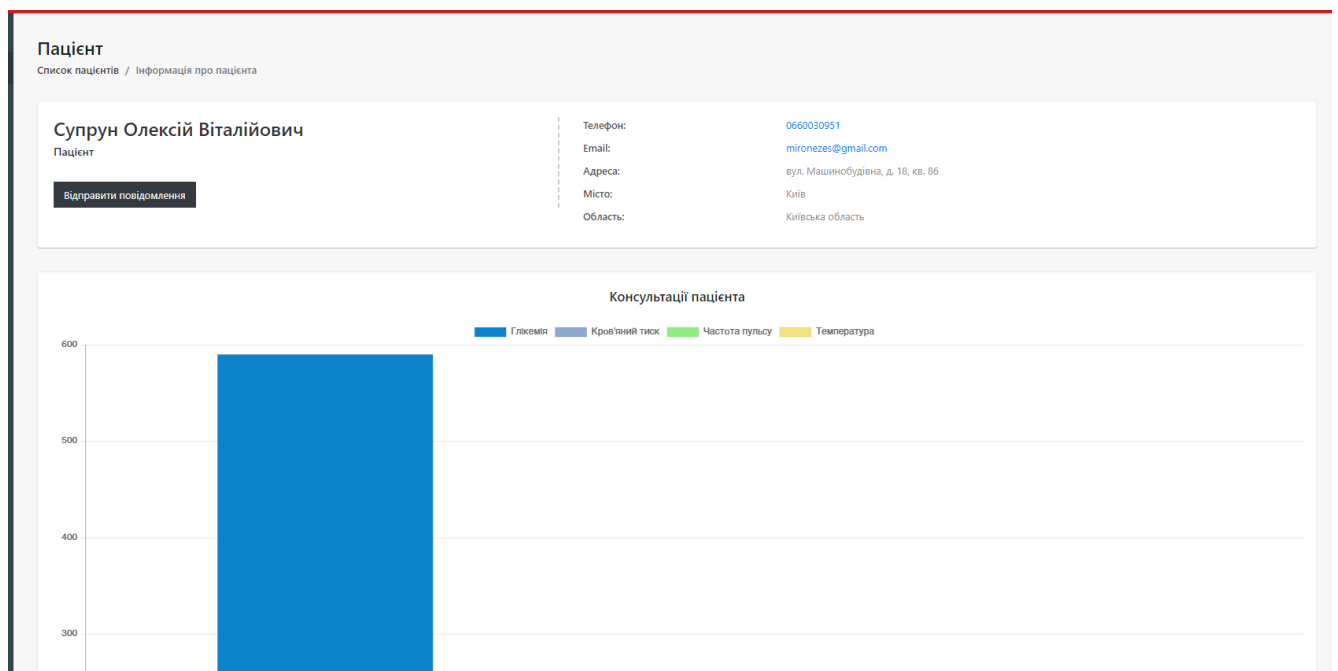 Пацієнт
Список пацієнтів / Інформація про пацієнта
Супрун Олексій Віталійович
Пацієнт
Відправити повідомлення
Телефон: 0660030951
Email: mironezes@gmail.com
Адреса: вул. Машинобудівна, д. 18, кв. 86
Місто: Київ
Область: Київська область
Консультації пацієнта
Глікемія Кров'яний тиск Частота пульсу Температура
600
500
400
300